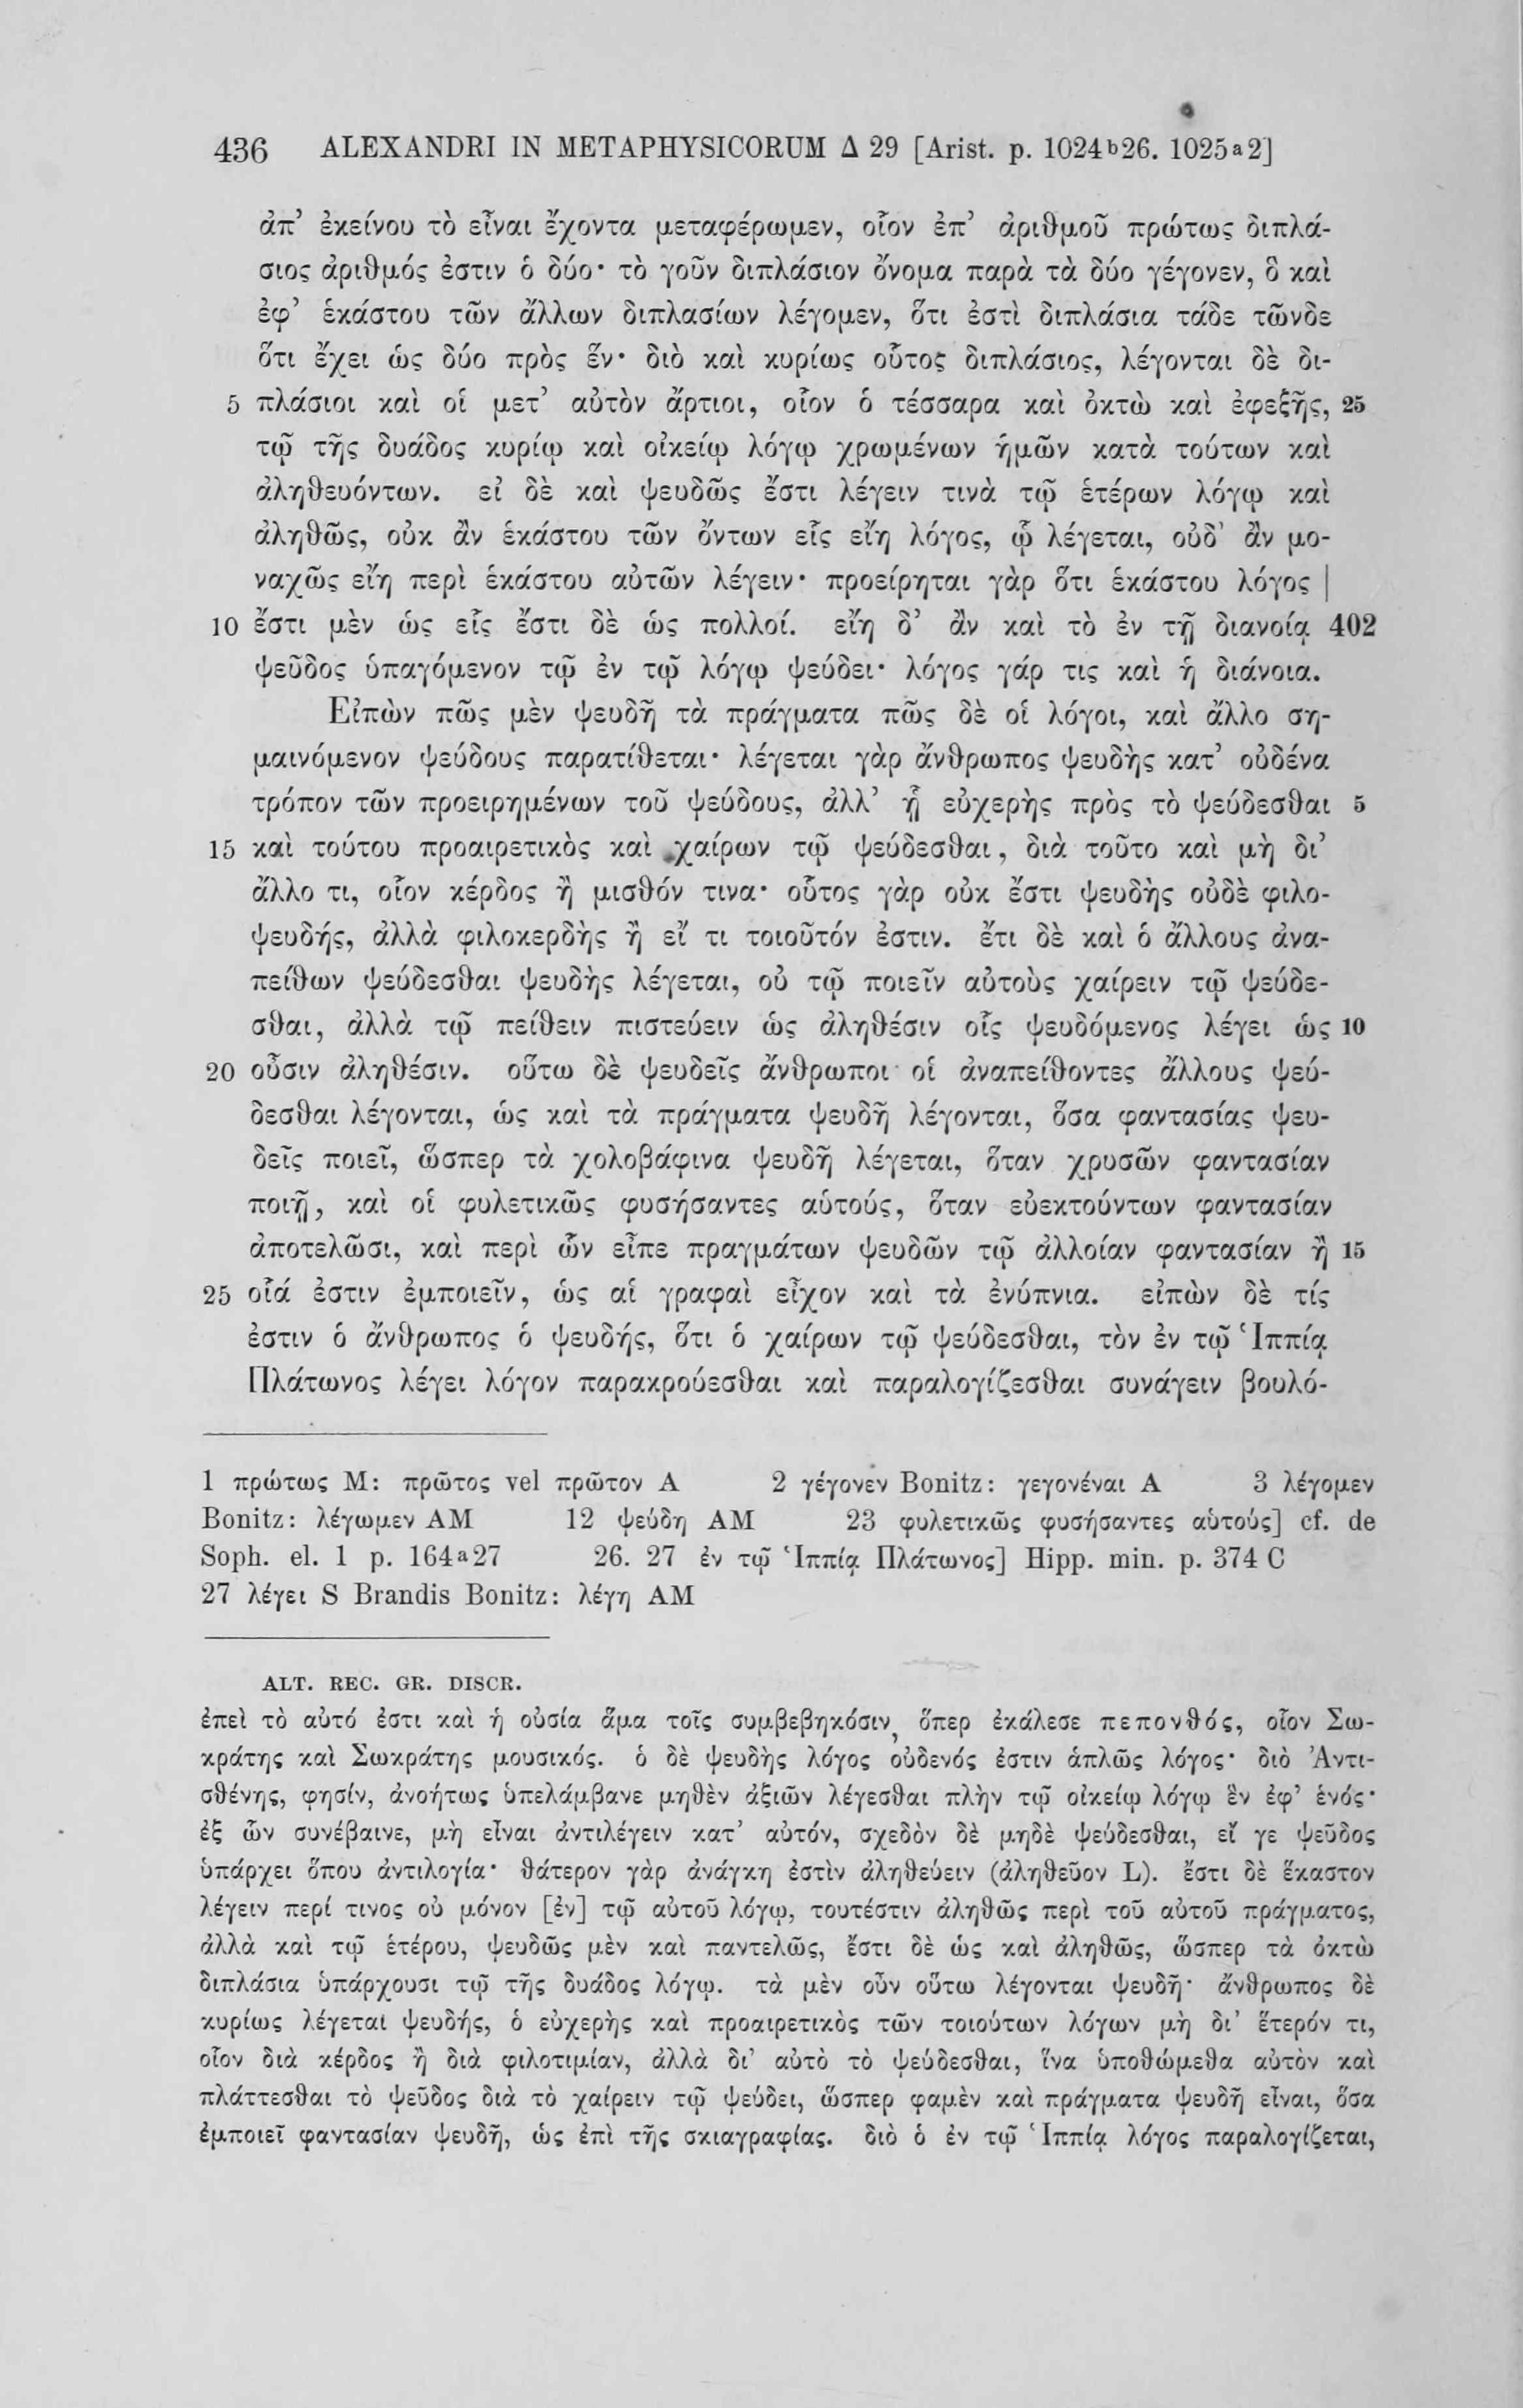 436 ALEXANDRI IN METAPHYSICORUM Δ 29 [Arist. p. 1024b26. 1025a2]
ἀπ’ ἐκείνου τὸ εἶναι ἔχοντα μεταφέρωμεν, οἷον ἐπ’ ἀριθμοῦ πρώτως διπλά-
σιος ἀριθμός ἐστιν ὁ δύο· τὸ γοῦν διπλάσιον ὄνομα παρὰ τὰ δύο γέγονεν, ὃ καὶ
ἐφ’ ἑκάστου τῶν ἄλλων διπλασίων λέγομεν, ὅτι ἐστὶ διπλάσια τάδε τῶνδε
ὅτι ἔχει ὡς δύο πρὸς ἕν· διὸ καὶ κυρίως οὗτος διπλάσιος, λέγονται δὲ δι-
5 πλάσιοι καὶ οἱ μετ’ αὐτὸν ἄρτιοι, οἷον ὁ τέσσαρα καὶ ὀκτὼ καὶ ἐφεξῆς, 25
τῷ τῆς δυάδος κυρίῳ καὶ οἰκείῳ λόγῳ χρωμένων ἡμῶν κατὰ τούτων καὶ
ἀληθευόντων. εἰ δὲ καὶ ψευδῶς ἔστι λέγειν τινὰ τῷ ἑτέρων λόγῳ καὶ
ἀληθῶς, οὐκ ἂν ἑκάστου τῶν ὄντων εἷς εἴη λόγος, ᾧ λέγεται, οὐδ’ ἂν μο-
ναχῶς εἴη περὶ ἑκάστου αὐτῶν λέγειν· προείρηται γὰρ ὅτι ἑκάστου λόγος |
10 ἔστι μὲν ὡς εἷς ἔστι δὲ ὡς πολλοί. εἴη δ’ ἂν καὶ τὸ ἐν τῇ διανοίᾳ 402
ψεῦδος ὑπαγόμενον τῷ ἐν τῷ λόγῳ ψεύδει· λόγος γάρ τις καὶ ἡ διάνοια.
Εἰπὼν πῶς μὲν ψευδῆ τὰ πράγματα πῶς δὲ οἱ λόγοι, καὶ ἄλλο ση-
μαινόμενον ψεύδους παρατίθεται· λέγεται γὰρ ἄνθρωπος ψευδὴς κατ’ οὐδένα
τρόπον τῶν προειρημένων τοῦ ψεύδους, ἀλλ’ ᾗ εὐχερὴς πρὸς τὸ ψεύδεσθαι 5
15 καὶ τούτου προαιρετικὸς καὶ χαίρων τῷ ψεύδεσθαι, διὰ τοῦτο καὶ μὴ δι’
ἄλλο τι, οἷον κέρδος ἢ μισθόν τινα· οὗτος γὰρ οὐκ ἔστι ψευδὴς οὐδὲ φιλο-
ψευδής, ἀλλὰ φιλοκερδὴς ἢ εἴ τι τοιοῦτόν ἐστιν. ἔτι δὲ καὶ ὁ ἄλλους ἀνα-
πείθων ψεύδεσθαι ψευδὴς λέγεται, οὐ τῷ ποιεῖν αὐτοὺς χαίρειν τῷ ψεύδε-
σθαι, ἀλλὰ τῷ πείθειν πιστεύειν ὡς ἀληθέσιν οἷς ψευδόμενος λέγει ὡς 10
20 οὖσιν ἀληθέσιν. οὕτω δὲ ψευδεῖς ἄνθρωποι οἱ ἀναπείθοντες ἄλλους ψεύ-
δεσθαι λέγονται, ὡς καὶ τὰ πράγματα ψευδῆ λέγονται, ὅσα φαντασίας ψευ-
δεῖς ποιεῖ, ὥσπερ τὰ χολοβάφινα ψευδῆ λέγεται, ὅταν χρυσῶν φαντασίαν
ποιῇ, καὶ οἱ φυλετικῶς φυσήσαντες αὑτούς, ὅταν εὐεκτούντων φαντασίαν
ἀποτελῶσι, καὶ περὶ ὧν εἶπε πραγμάτων ψευδῶν τῷ ἀλλοίαν φαντασίαν ἢ 15
25 οἷά ἐστιν ἐμποιεῖν, ὡς αἱ γραφαὶ εἶχον καὶ τὰ ἐνύπνια. εἰπὼν δὲ τίς
ἐστιν ὁ ἄνθρωπος ὁ ψευδής, ὅτι ὁ χαίρων τῷ ψεύδεσθαι, τὸν ἐν τῷ Ἱππίᾳ
Πλάτωνος λέγει λόγον παρακρούεσθαι καὶ παραλογίζεσθαι συνάγειν βουλό-
1 πρώτως M: πρῶτος vel πρῶτον A 2 γέγονεν Bonitz: γεγονέναι A 3 λέγομεν
Bonitz: λέγωμεν AM 12 ψεύδη AM 23 φυλετικῶς φυσήσαντες αὑτούς] cf. de
Soph. el. 1 p. 164a27 26. 27 ἐν τῷ Ἱππίᾳ Πλάτωνος] Hipp. min. p. 374 C
27 λέγει S Brandis Bonitz: λέγῃ AM
ALT. REC. GR. DISCR.
ἐπεὶ τὸ αὐτό ἐστι καὶ ἡ οὐσία ἅμα τοῖς συμβεβηκόσιν, ὅπερ ἐκάλεσε πεπονθός, οἷον Σω-
κράτης καὶ Σωκράτης μουσικός. ὁ δὲ ψευδὴς λόγος οὐδενός ἐστιν ἁπλῶς λόγος· διὸ Ἀντι-
σθένης, φησίν, ἀνοήτως ὑπελάμβανε μηθὲν ἀξιῶν λέγεσθαι πλὴν τῷ οἰκείῳ λόγῳ ἓν ἐφ’ ἑνός·
ἐξ ὧν συνέβαινε, μὴ εἶναι ἀντιλέγειν κατ’ αὐτόν, σχεδὸν δὲ μηδὲ ψεύδεσθαι, εἴ γε ψεῦδος
ὑπάρχει ὅπου ἀντιλογία· θάτερον γὰρ ἀνάγκη ἐστὶν ἀληθεύειν (ἀληθεῦον L). ἔστι δὲ ἕκαστον
λέγειν περί τινος οὐ μόνον [ἐν] τῷ αὐτοῦ λόγῳ, τουτέστιν ἀληθῶς περὶ τοῦ αὐτοῦ πράγματος,
ἀλλὰ καὶ τῷ ἑτέρου, ψευδῶς μὲν καὶ παντελῶς, ἔστι δὲ ὡς καὶ ἀληθῶς, ὥσπερ τὰ ὀκτὼ
διπλάσια ὑπάρχουσι τῷ τῆς δυάδος λόγῳ. τὰ μὲν οὖν οὕτω λέγονται ψευδῆ· ἄνθρωπος δὲ
κυρίως λέγεται ψευδής, ὁ εὐχερὴς καὶ προαιρετικὸς τῶν τοιούτων λόγων μὴ δι’ ἕτερόν τι,
οἷον διὰ κέρδος ἢ διὰ φιλοτιμίαν, ἀλλὰ δι’ αὐτὸ τὸ ψεύδεσθαι, ἵνα ὑποθώμεθα αὐτὸν καὶ
πλάττεσθαι τὸ ψεῦδος διὰ τὸ χαίρειν τῷ ψεύδει, ὥσπερ φαμὲν καὶ πράγματα ψευδῆ εἶναι, ὅσα
ἐμποιεῖ φαντασίαν ψευδῆ, ὡς ἐπὶ τῆς σκιαγραφίας. διὸ ὁ ἐν τῷ Ἱππίᾳ λόγος παραλογίζεται,